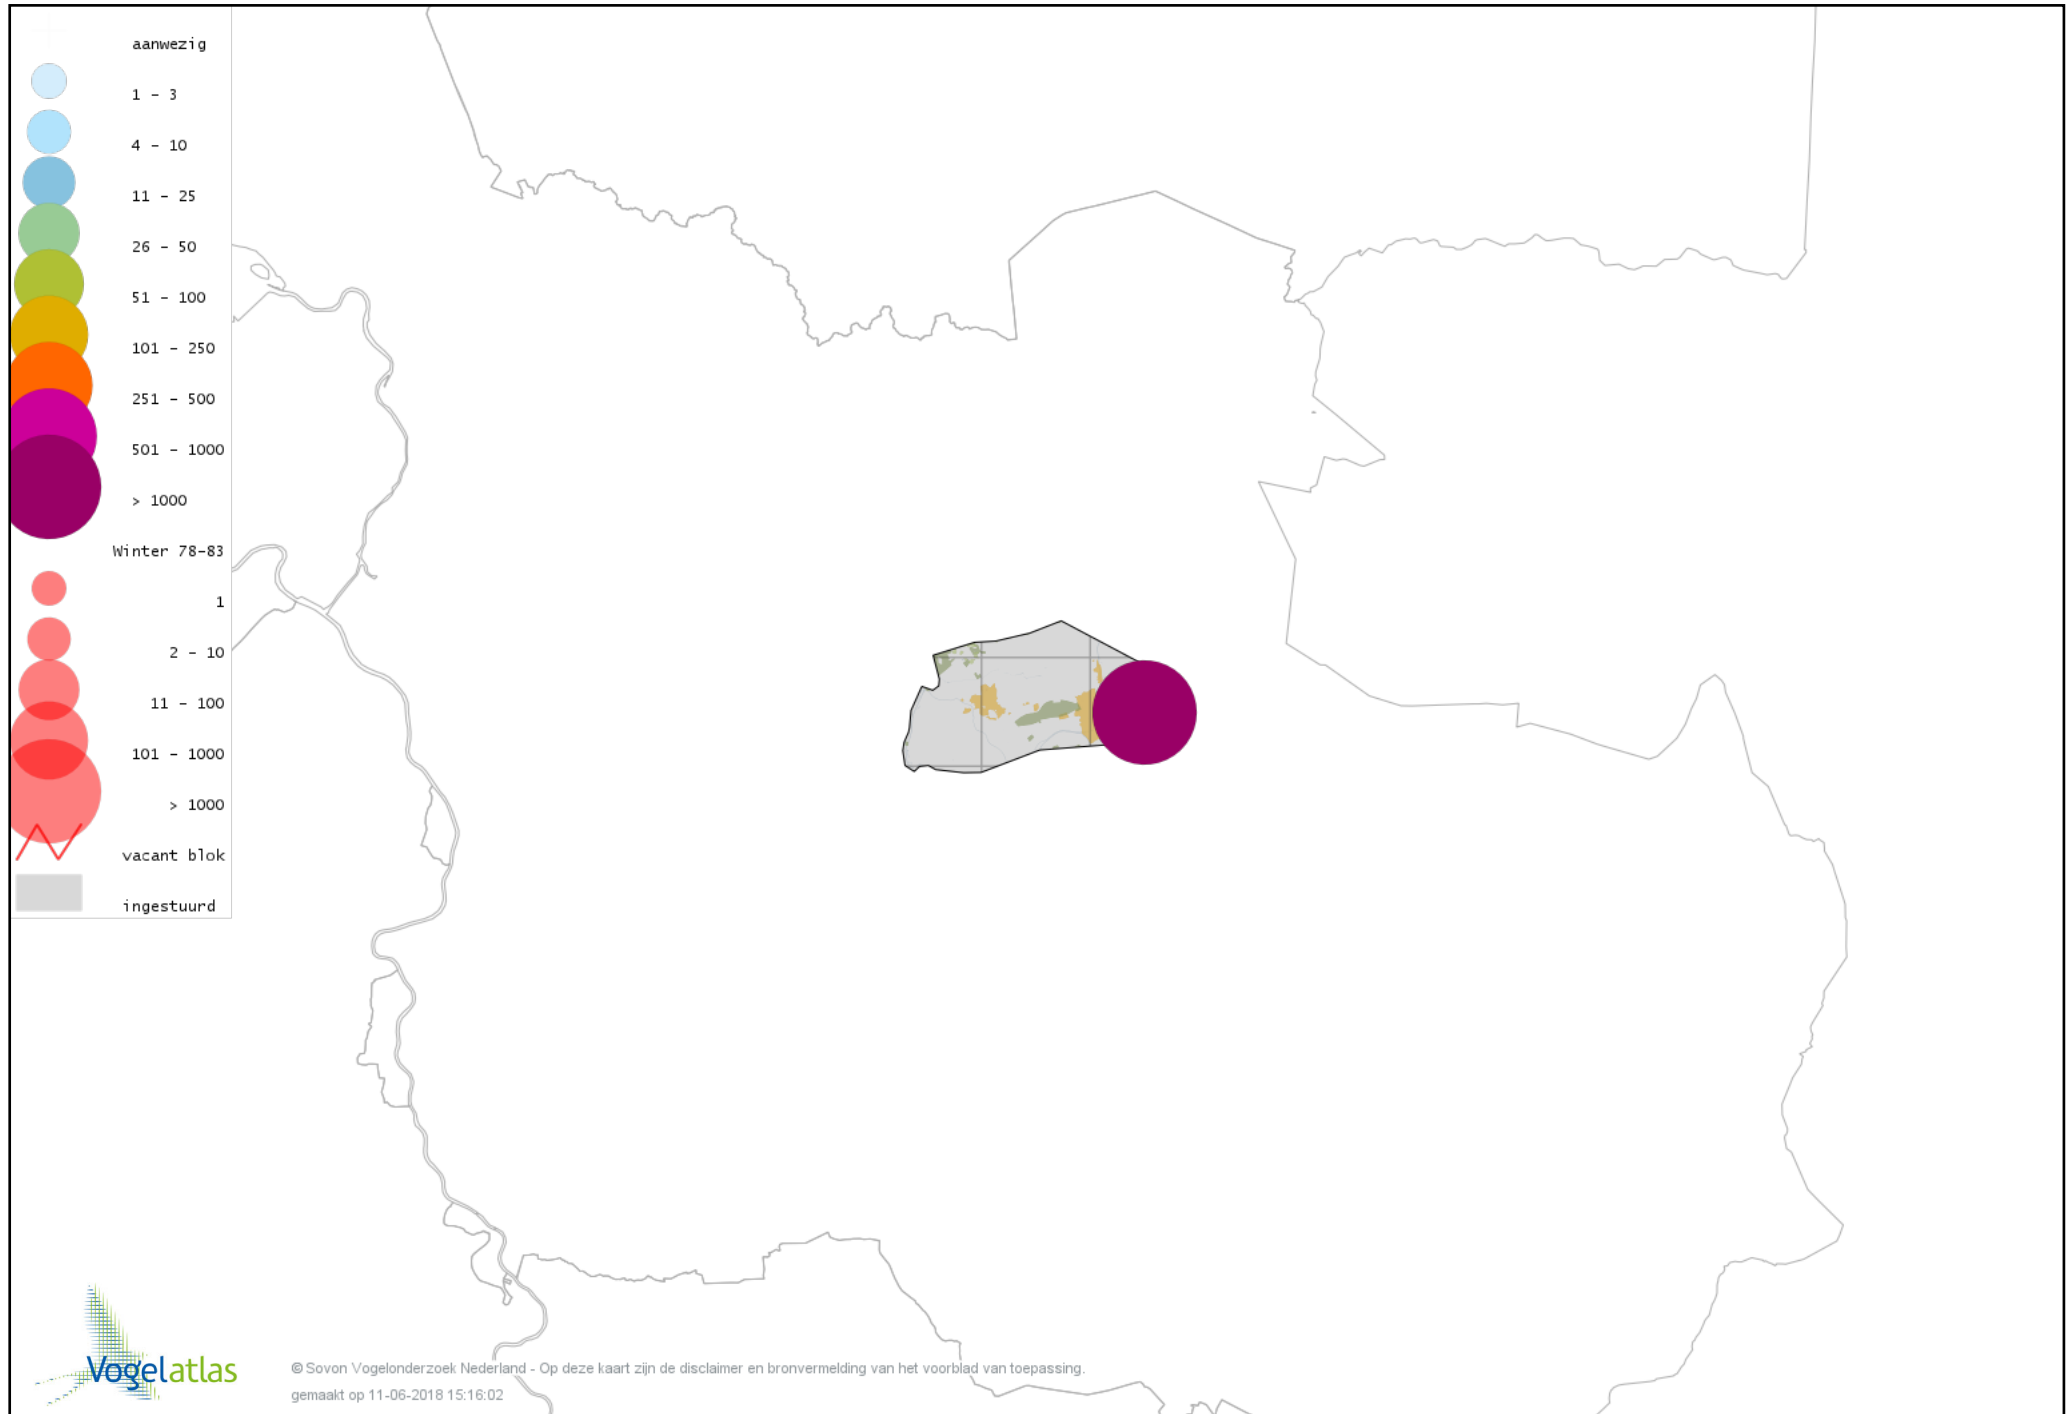 aanwezig
1 - 3
4 - 10
11 - 25
26 - 50
51 - 100
101 - 250
251 - 500
501 - 1000
> 1000
Winter 78-83
1
2 - 10
11 - 100
101 - 1000
> 1000
vacant blok
ingestuurd
Vogelatlas
© Sovon Vogelonderzoek Nederland - Op deze kaart zijn de disclaimer en bronvermelding van het voorblad van toepassing.
gemaakt op 11-06-2018 15:16:02